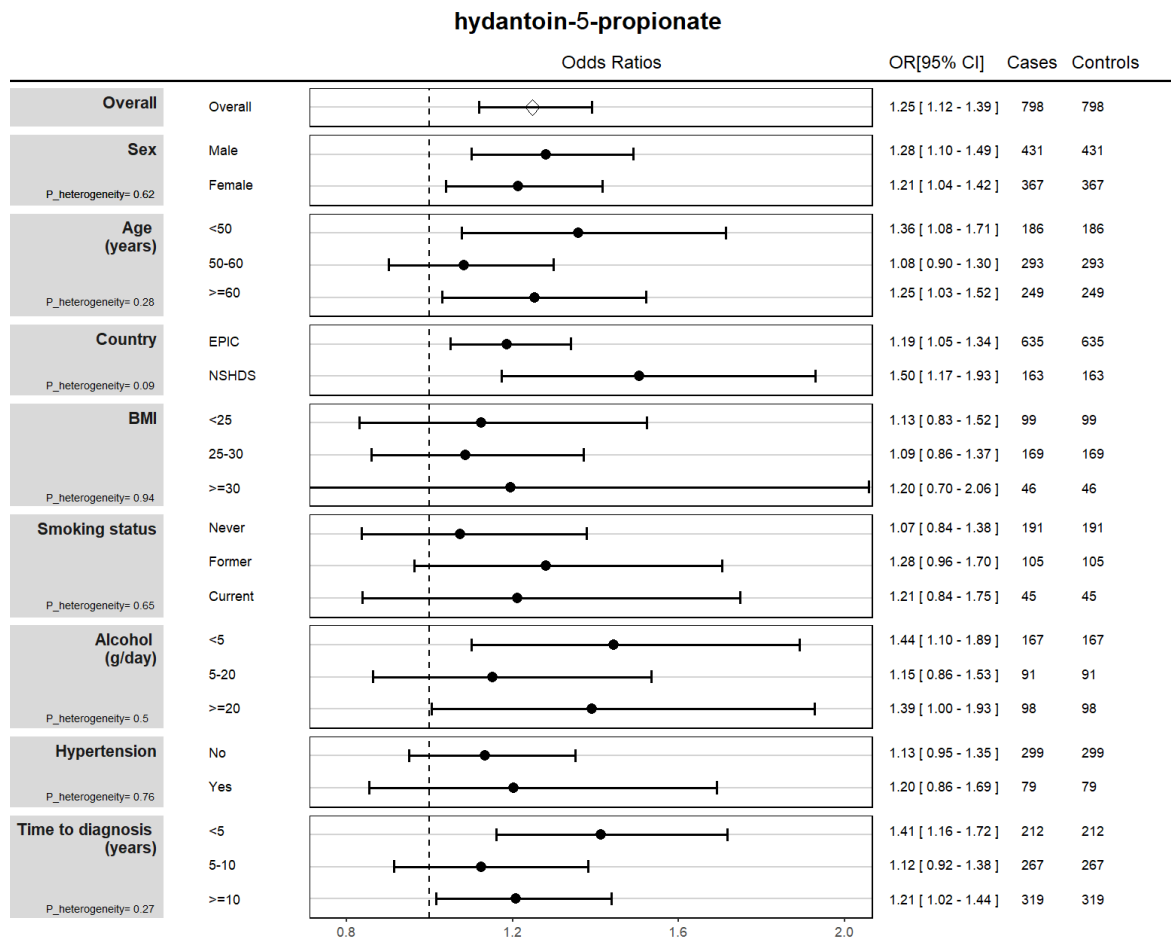 hydantoin-5-propionate
Odds Ratios OR[95% CI] Cases Controls
Overall Overall 1.25 [ 1.12 - 1.39 ] 798 798
Sex Male 1.28 [ 1.10 - 1.49 ] 431 431
P_heterogeneity= 0.62 Female 1.21 [ 1.04 - 1.42 ] 367 367
Age
(years)
<50 1.36 [ 1.08 - 1.71 ] 186 186
50-60 1.08 [ 0.90 - 1.30 ] 293 293
P_heterogeneity= 0.28 >=60 1.25 [ 1.03 - 1.52 ] 249 249
Country EPIC 1.19 [ 1.05 - 1.34 ] 635 635
P_heterogeneity= 0.09 NSHDS 1.50 [ 1.17 - 1.93 ] 163 163
BMI <25 1.13 [ 0.83 - 1.52 ] 99 99
25-30 1.09 [ 0.86 - 1.37 ] 169 169
P_heterogeneity= 0.94 >=30 1.20 [ 0.70 - 2.06 ] 46 46
Smoking status Never 1.07 [ 0.84 - 1.38 ] 191 191
Former 1.28 [ 0.96 - 1.70 ] 105 105
P_heterogeneity= 0.65 Current 1.21 [ 0.84 - 1.75 ] 45 45
Alcohol
(g/day)
<5 1.44 [ 1.10 - 1.89 ] 167 167
5-20 1.15 [ 0.86 - 1.53 ] 91 91
P_heterogeneity= 0.5 >=20 1.39 [ 1.00 - 1.93 ] 98 98
Hypertension No 1.13 [ 0.95 - 1.35 ] 299 299
P_heterogeneity= 0.76 Yes 1.20 [ 0.86 - 1.69 ] 79 79
Time to diagnosis
(years)
<5 1.41 [ 1.16 - 1.72 ] 212 212
5-10 1.12 [ 0.92 - 1.38 ] 267 267
P_heterogeneity= 0.27 >=10 1.21 [ 1.02 - 1.44 ] 319 319
0.8 1.2 1.6 2.0